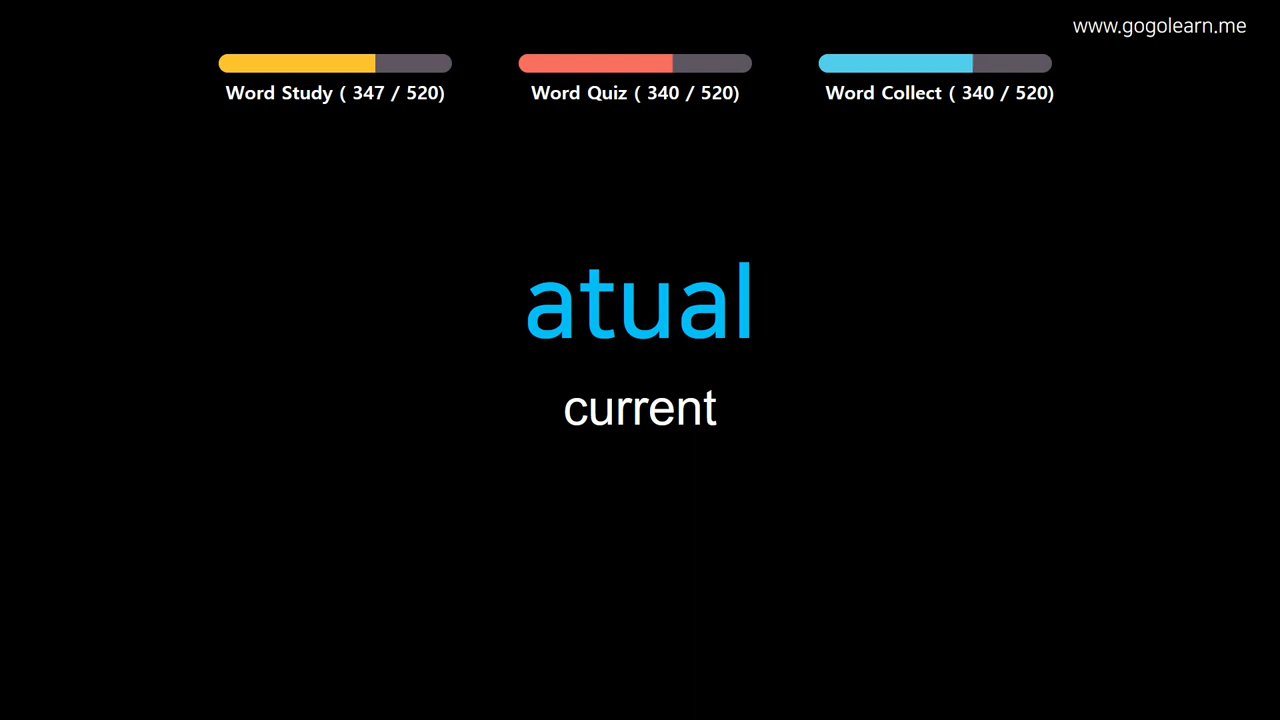 www.gogolearn.me
Word Study ( 347 / 520)
Word Quiz ( 340 / 520)
Word Collect ( 340 / 520)
atual
current